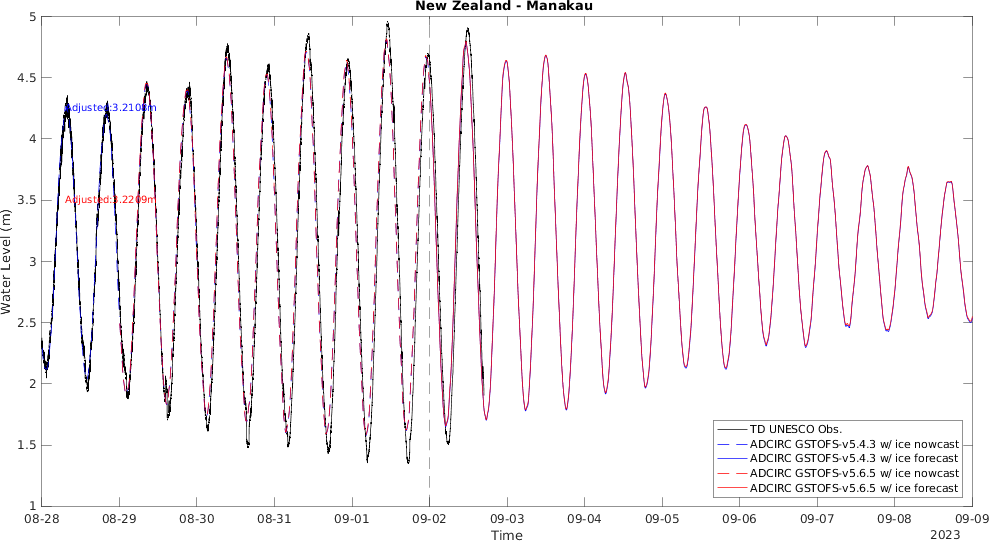 New Zealand - Manakau
Water Level (m)
5
4.5
4
3.5
3
2.5
2
1.5
1
Adjusted:3.2108m
Adjusted:3.2209m
TD UNESCO Obs.
ADCIRC GSTOFS-v5.4.3 w/ ice nowcast
ADCIRC GSTOFS-v5.4.3 w/ ice forecast
ADCIRC GSTOFS-v5.6.5 w/ ice nowcast
ADCIRC GSTOFS-v5.6.5 w/ ice forecast
08-28 08-29 08-30 08-31 09-01 09-02 09-03 09-04 09-05 09-06 09-07 09-08 09-09
Time
2023